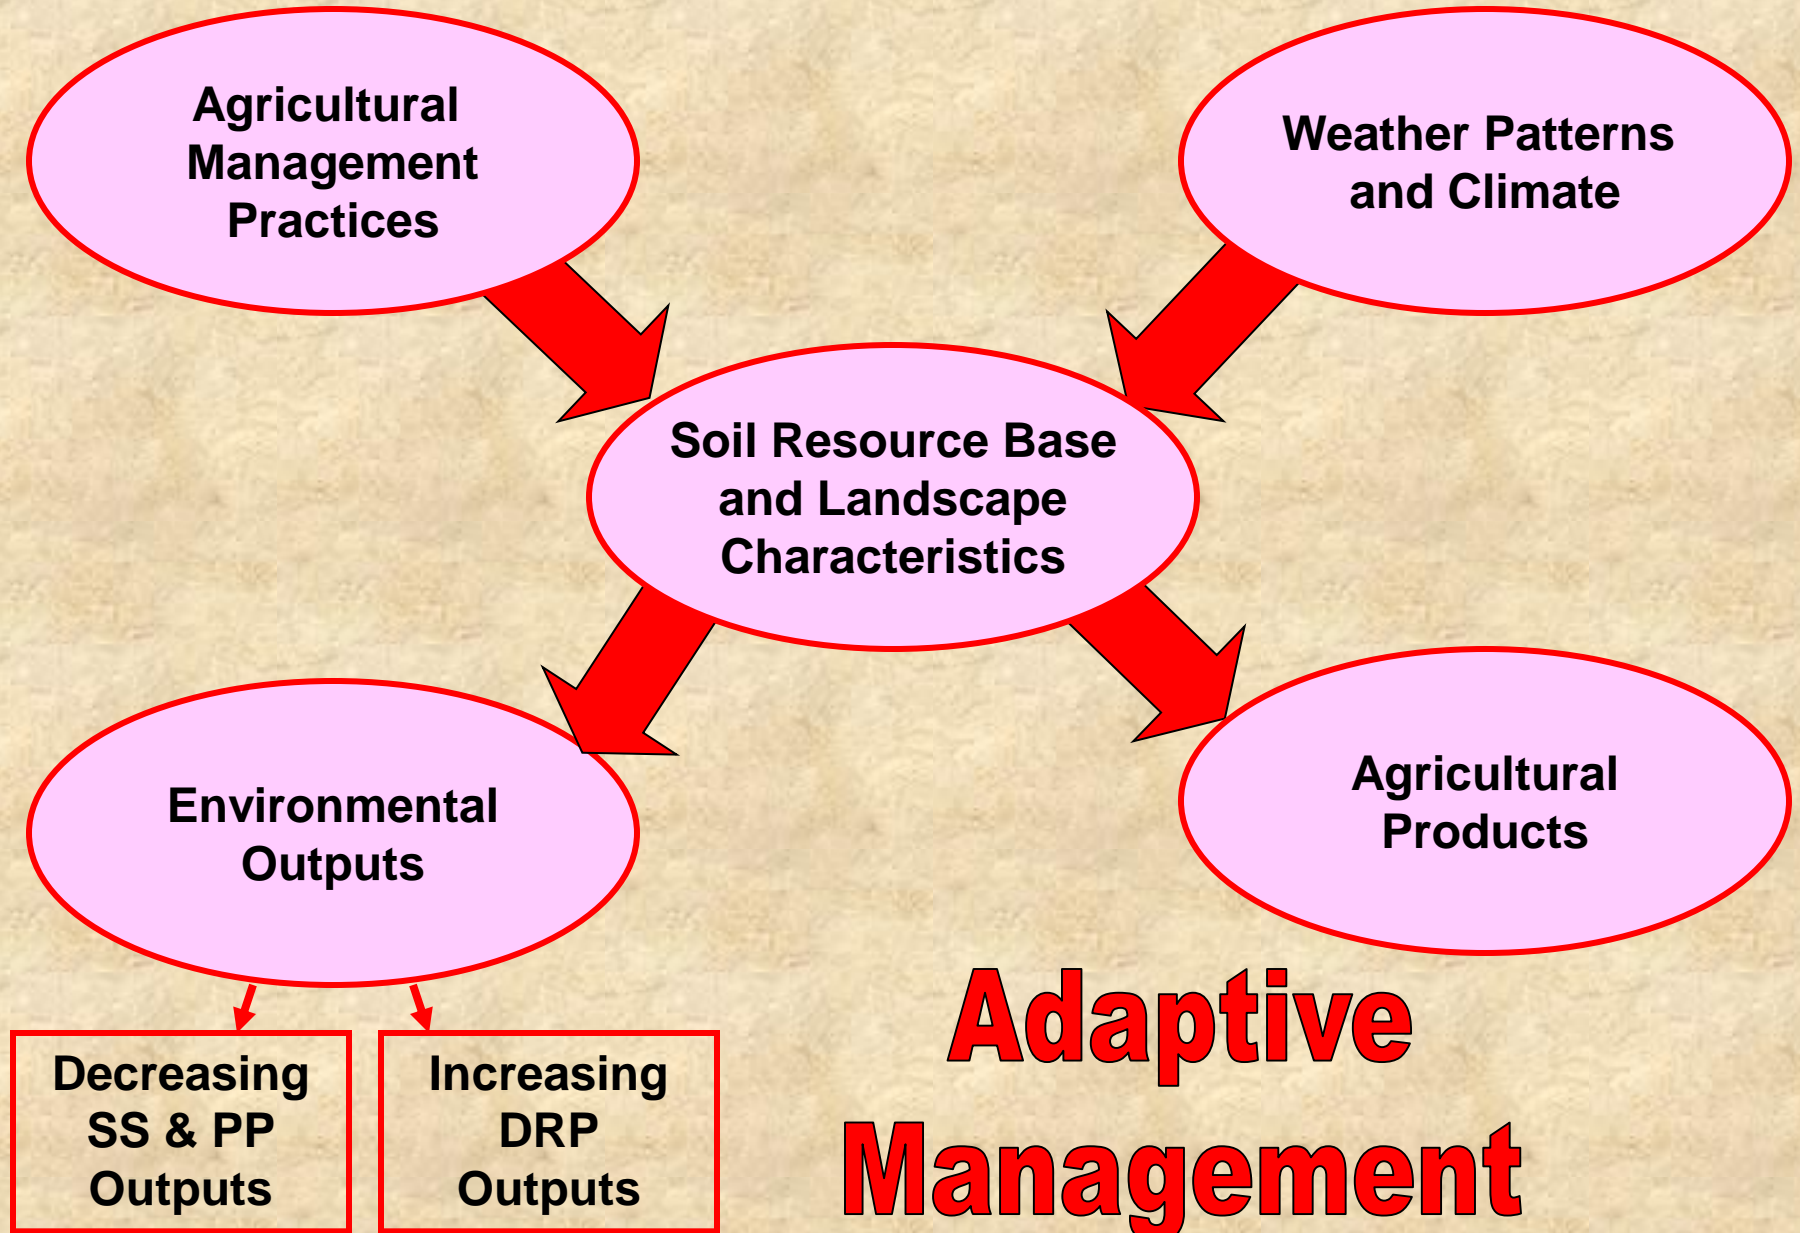 Agricultural
Management
Practices
Weather Patterns
and Climate
Soil Resource Base
and Landscape
Characteristics
Environmental
Outputs
Agricultural
Products
Decreasing
SS & PP
Outputs
Increasing
DRP
Outputs
Adaptive
Management